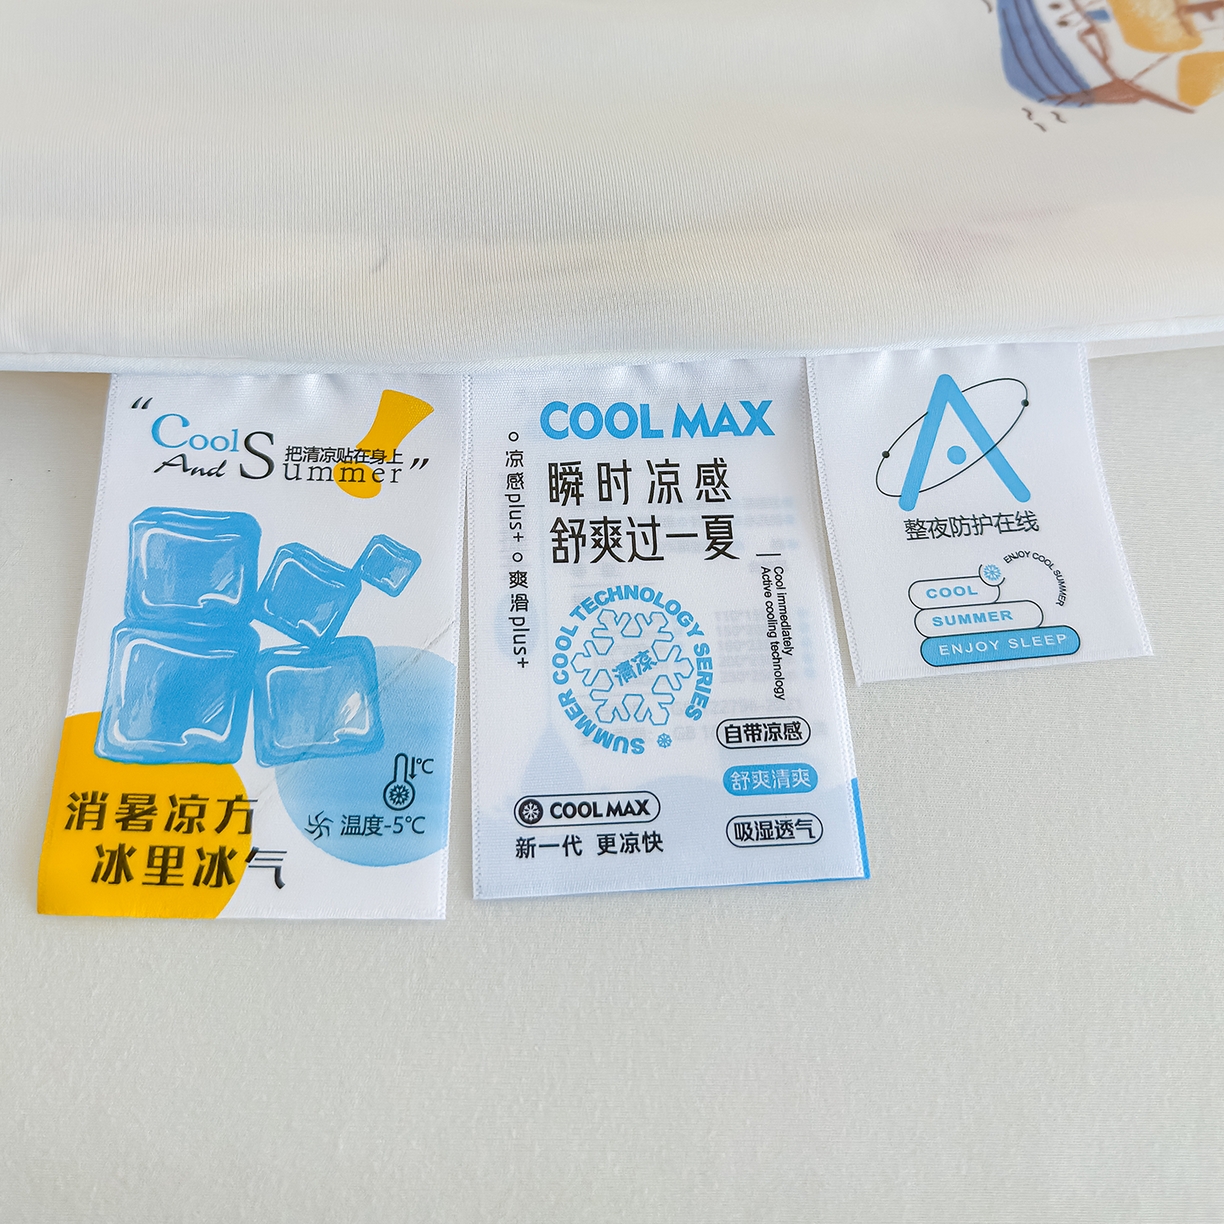 “Cool
And Summer”
把清凉贴在身上
℃
温度-5℃
消暑凉方
冰里冰气
COOL MAX
瞬时凉感
舒爽过一夏
凉感plus+ 爽滑plus+
Cool immediately
Active cooling technology
SUMMER COOL TECHNOLOGY SERIES
清凉
自带凉感
舒爽清爽
吸湿透气
COOL MAX
新一代 更凉快
A
整夜防护在线
ENJOY COOL SUMMER
COOL
SUMMER
ENJOY SLEEP